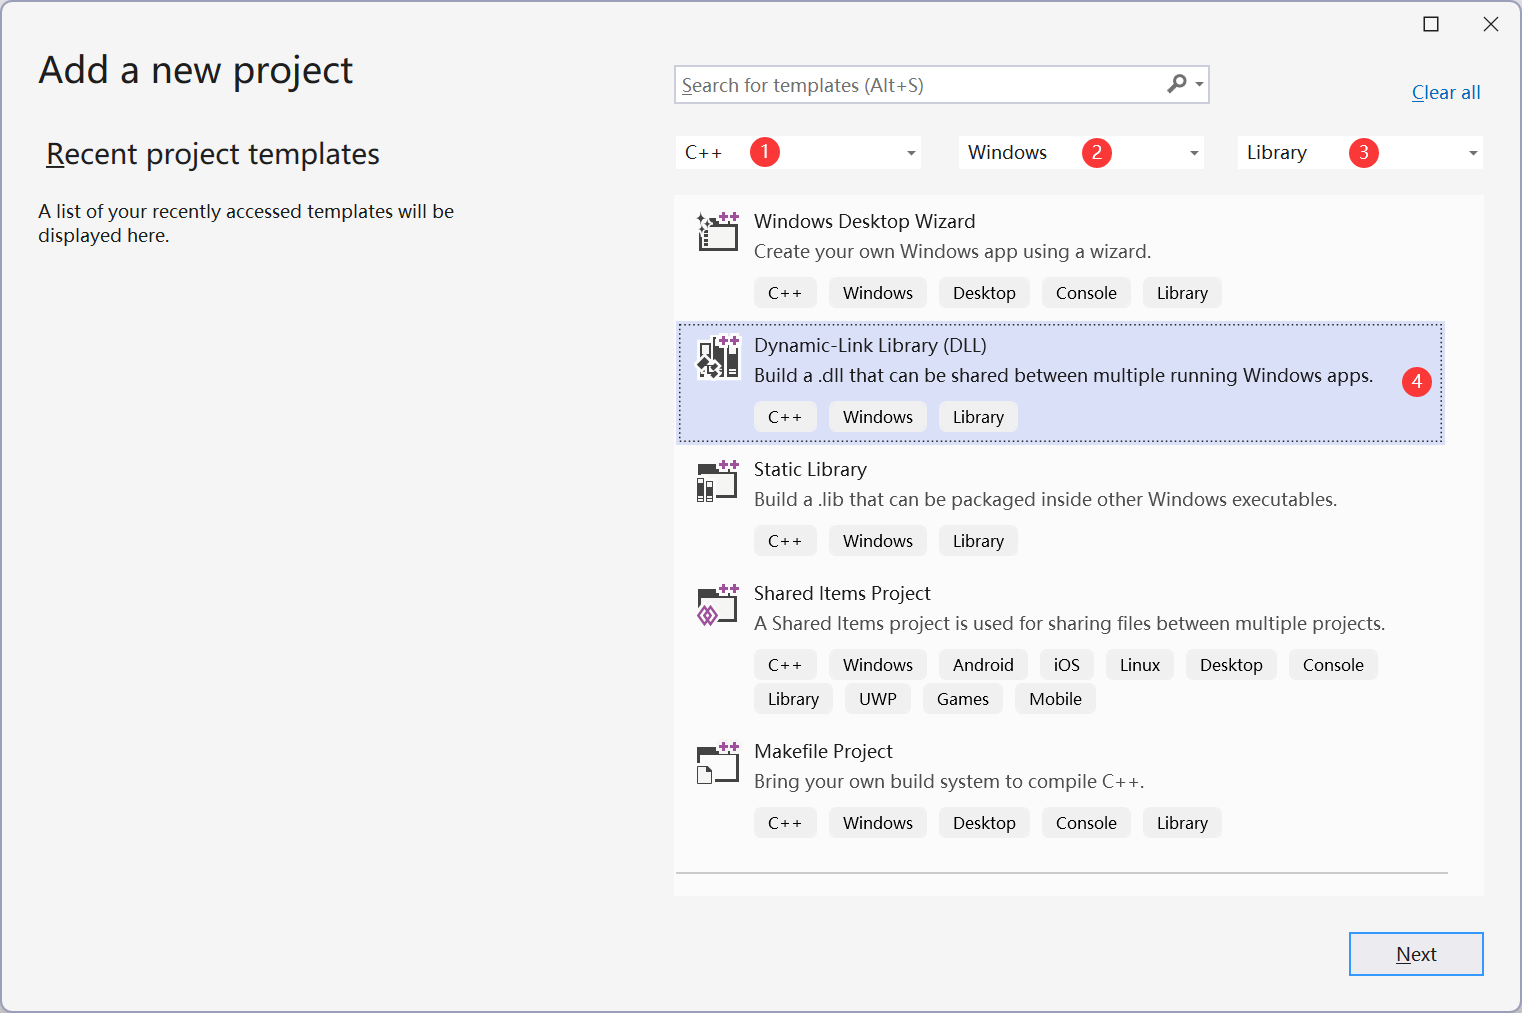 Add a new project
Search for templates (Alt+S)
Clear all
Recent project templates
A list of your recently accessed templates will be
displayed here.
C++ 1 Windows 2 Library 3
Windows Desktop Wizard
Create your own Windows app using a wizard.
C++ Windows Desktop Console Library
Dynamic-Link Library (DLL)
Build a .dll that can be shared between multiple running Windows apps.
4
C++ Windows Library
Static Library
Build a .lib that can be packaged inside other Windows executables.
C++ Windows Library
Shared Items Project
A Shared Items project is used for sharing files between multiple projects.
C++ Windows Android iOS Linux Desktop Console
Library UWP Games Mobile
Makefile Project
Bring your own build system to compile C++.
C++ Windows Desktop Console Library
Next